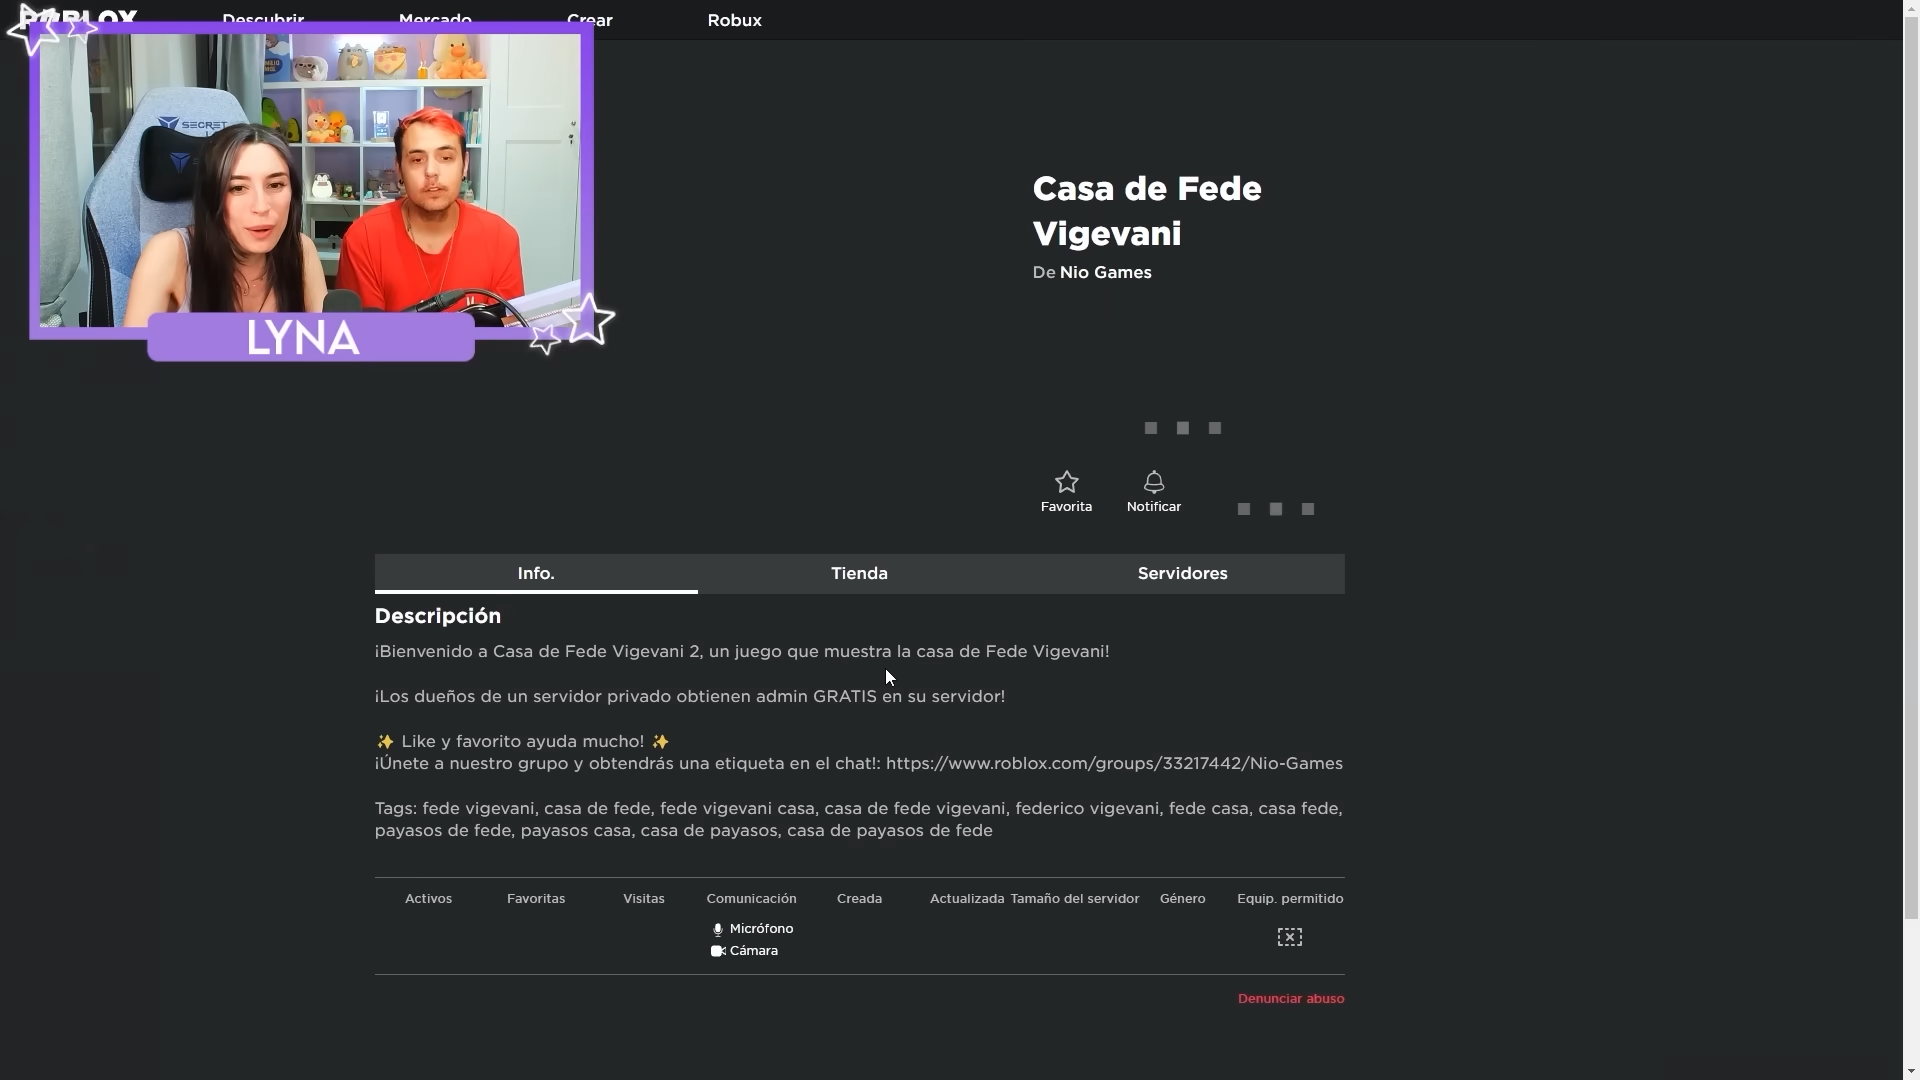 ROBLOX
Descubrir
Mercado
Crear
Robux
SECRET
LYNA
Casa de Fede
Vigevani
De Nio Games
Favorita
Notificar
Info.
Tienda
Servidores
Descripción
¡Bienvenido a Casa de Fede Vigevani 2, un juego que muestra la casa de Fede Vigevani!
¡Los dueños de un servidor privado obtienen admin GRATIS en su servidor!
✨ Like y favorito ayuda mucho! ✨
¡Únete a nuestro grupo y obtendrás una etiqueta en el chat!: https://www.roblox.com/groups/33217442/Nio-Games
Tags: fede vigevani, casa de fede, fede vigevani casa, casa de fede vigevani, federico vigevani, fede casa, casa fede,
payasos de fede, payasos casa, casa de payasos, casa de payasos de fede
Activos
Favoritas
Visitas
Comunicación
Creada
Actualizada
Tamaño del servidor
Género
Equip. permitido
Micrófono
Cámara
Denunciar abuso